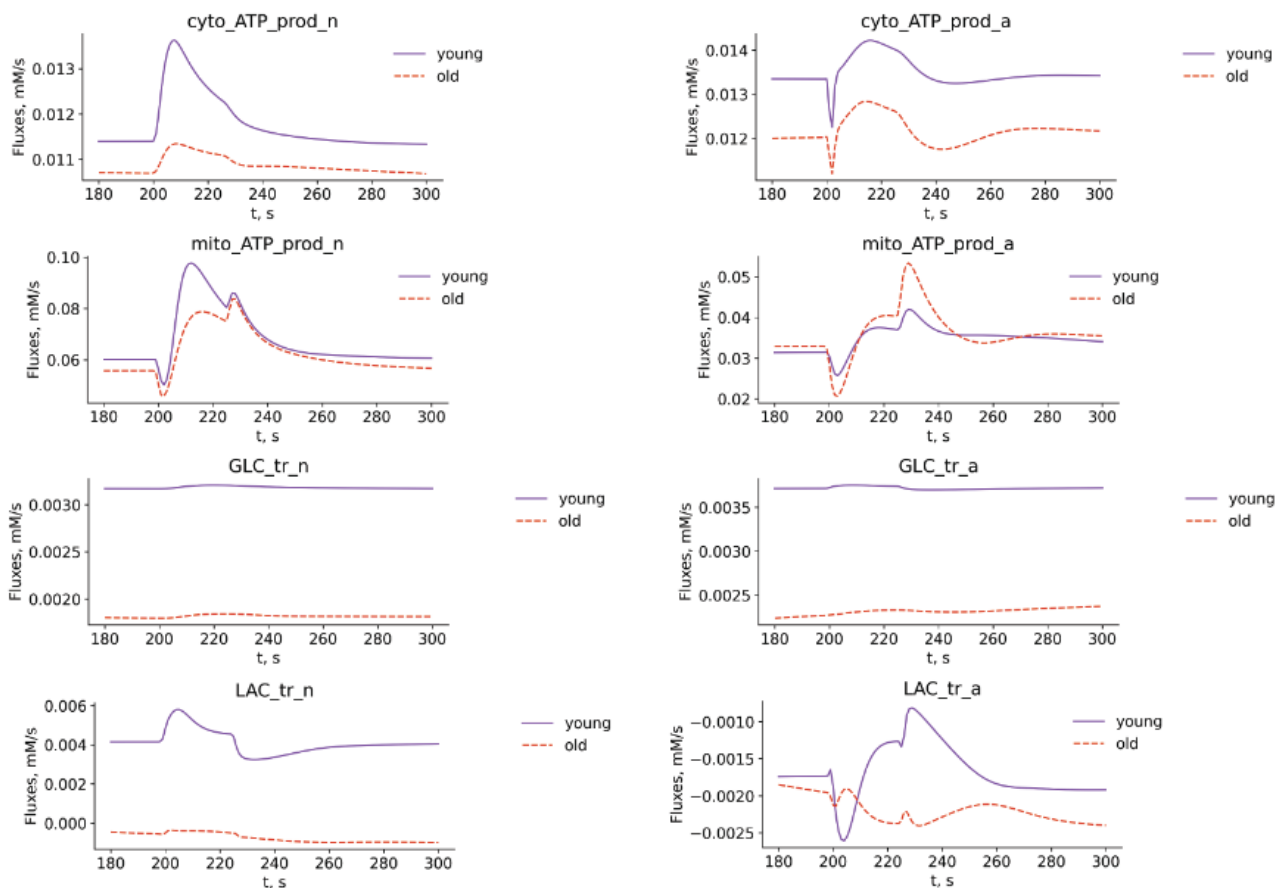 cyto_ATP_prod_n
Fluxes, mM/s
0.013
0.012
0.011
180 200 220 240 260 280 300
t, s
young
old
cyto_ATP_prod_a
Fluxes, mM/s
0.014
0.013
0.012
180 200 220 240 260 280 300
t, s
young
old
mito_ATP_prod_n
Fluxes, mM/s
0.10
0.08
0.06
180 200 220 240 260 280 300
t, s
young
old
mito_ATP_prod_a
Fluxes, mM/s
0.05
0.04
0.03
0.02
180 200 220 240 260 280 300
t, s
young
old
GLC_tr_n
Fluxes, mM/s
0.0030
0.0025
0.0020
180 200 220 240 260 280 300
t, s
young
old
GLC_tr_a
Fluxes, mM/s
0.0035
0.0030
0.0025
180 200 220 240 260 280 300
t, s
young
old
LAC_tr_n
Fluxes, mM/s
0.006
0.004
0.002
0.000
180 200 220 240 260 280 300
t, s
young
old
LAC_tr_a
Fluxes, mM/s
−0.0010
−0.0015
−0.0020
−0.0025
180 200 220 240 260 280 300
t, s
young
old